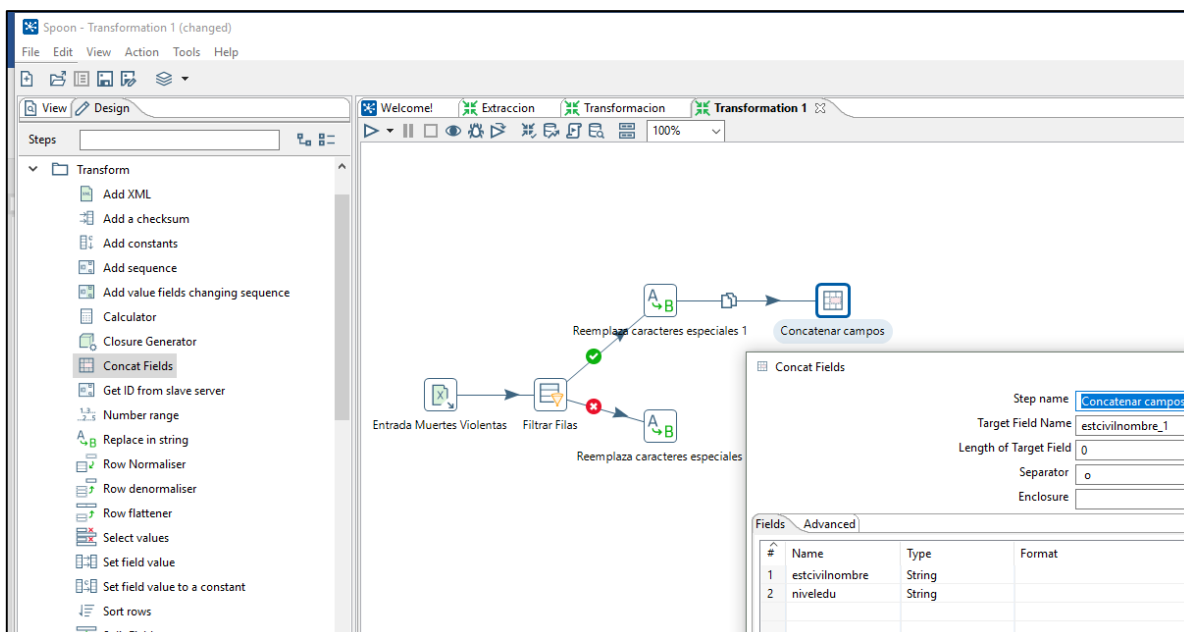 Spoon - Transformation 1 (changed)
File Edit View Action Tools Help
View Design
Steps
Transform
Add XML
Add a checksum
Add constants
Add sequence
Add value fields changing sequence
Calculator
Closure Generator
Concat Fields
Get ID from slave server
Number range
Replace in string
Row Normaliser
Row denormaliser
Row flattener
Select values
Set field value
Set field value to a constant
Sort rows
Welcome! Extraccion Transformacion Transformation 1
100%
Reemplaza caracteres especiales 1
Concatenar campos
Entrada Muertes Violentas
Filtrar Filas
Reemplaza caracteres especiales
Concat Fields
Step name Concatenar campos
Target Field Name estcivilnombre_1
Length of Target Field 0
Separator o
Enclosure
Fields Advanced
# Name Type Format
1 estcivilnombre String
2 niveledu String